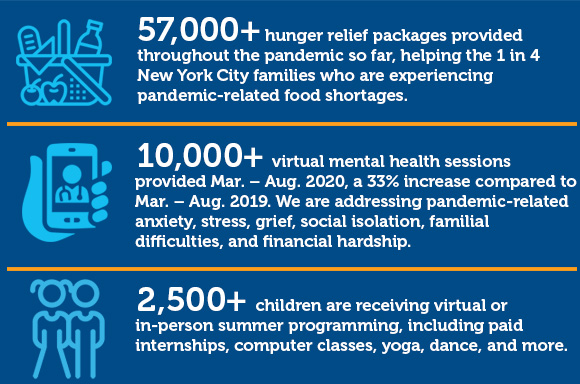 57,000+ hunger relief packages provided
throughout the pandemic so far, helping the 1 in 4
New York City families who are experiencing
pandemic-related food shortages.
10,000+ virtual mental health sessions
provided Mar. – Aug. 2020, a 33% increase compared to
Mar. – Aug. 2019. We are addressing pandemic-related
anxiety, stress, grief, social isolation, familial
difficulties, and financial hardship.
2,500+ children are receiving virtual or
in-person summer programming, including paid
internships, computer classes, yoga, dance, and more.